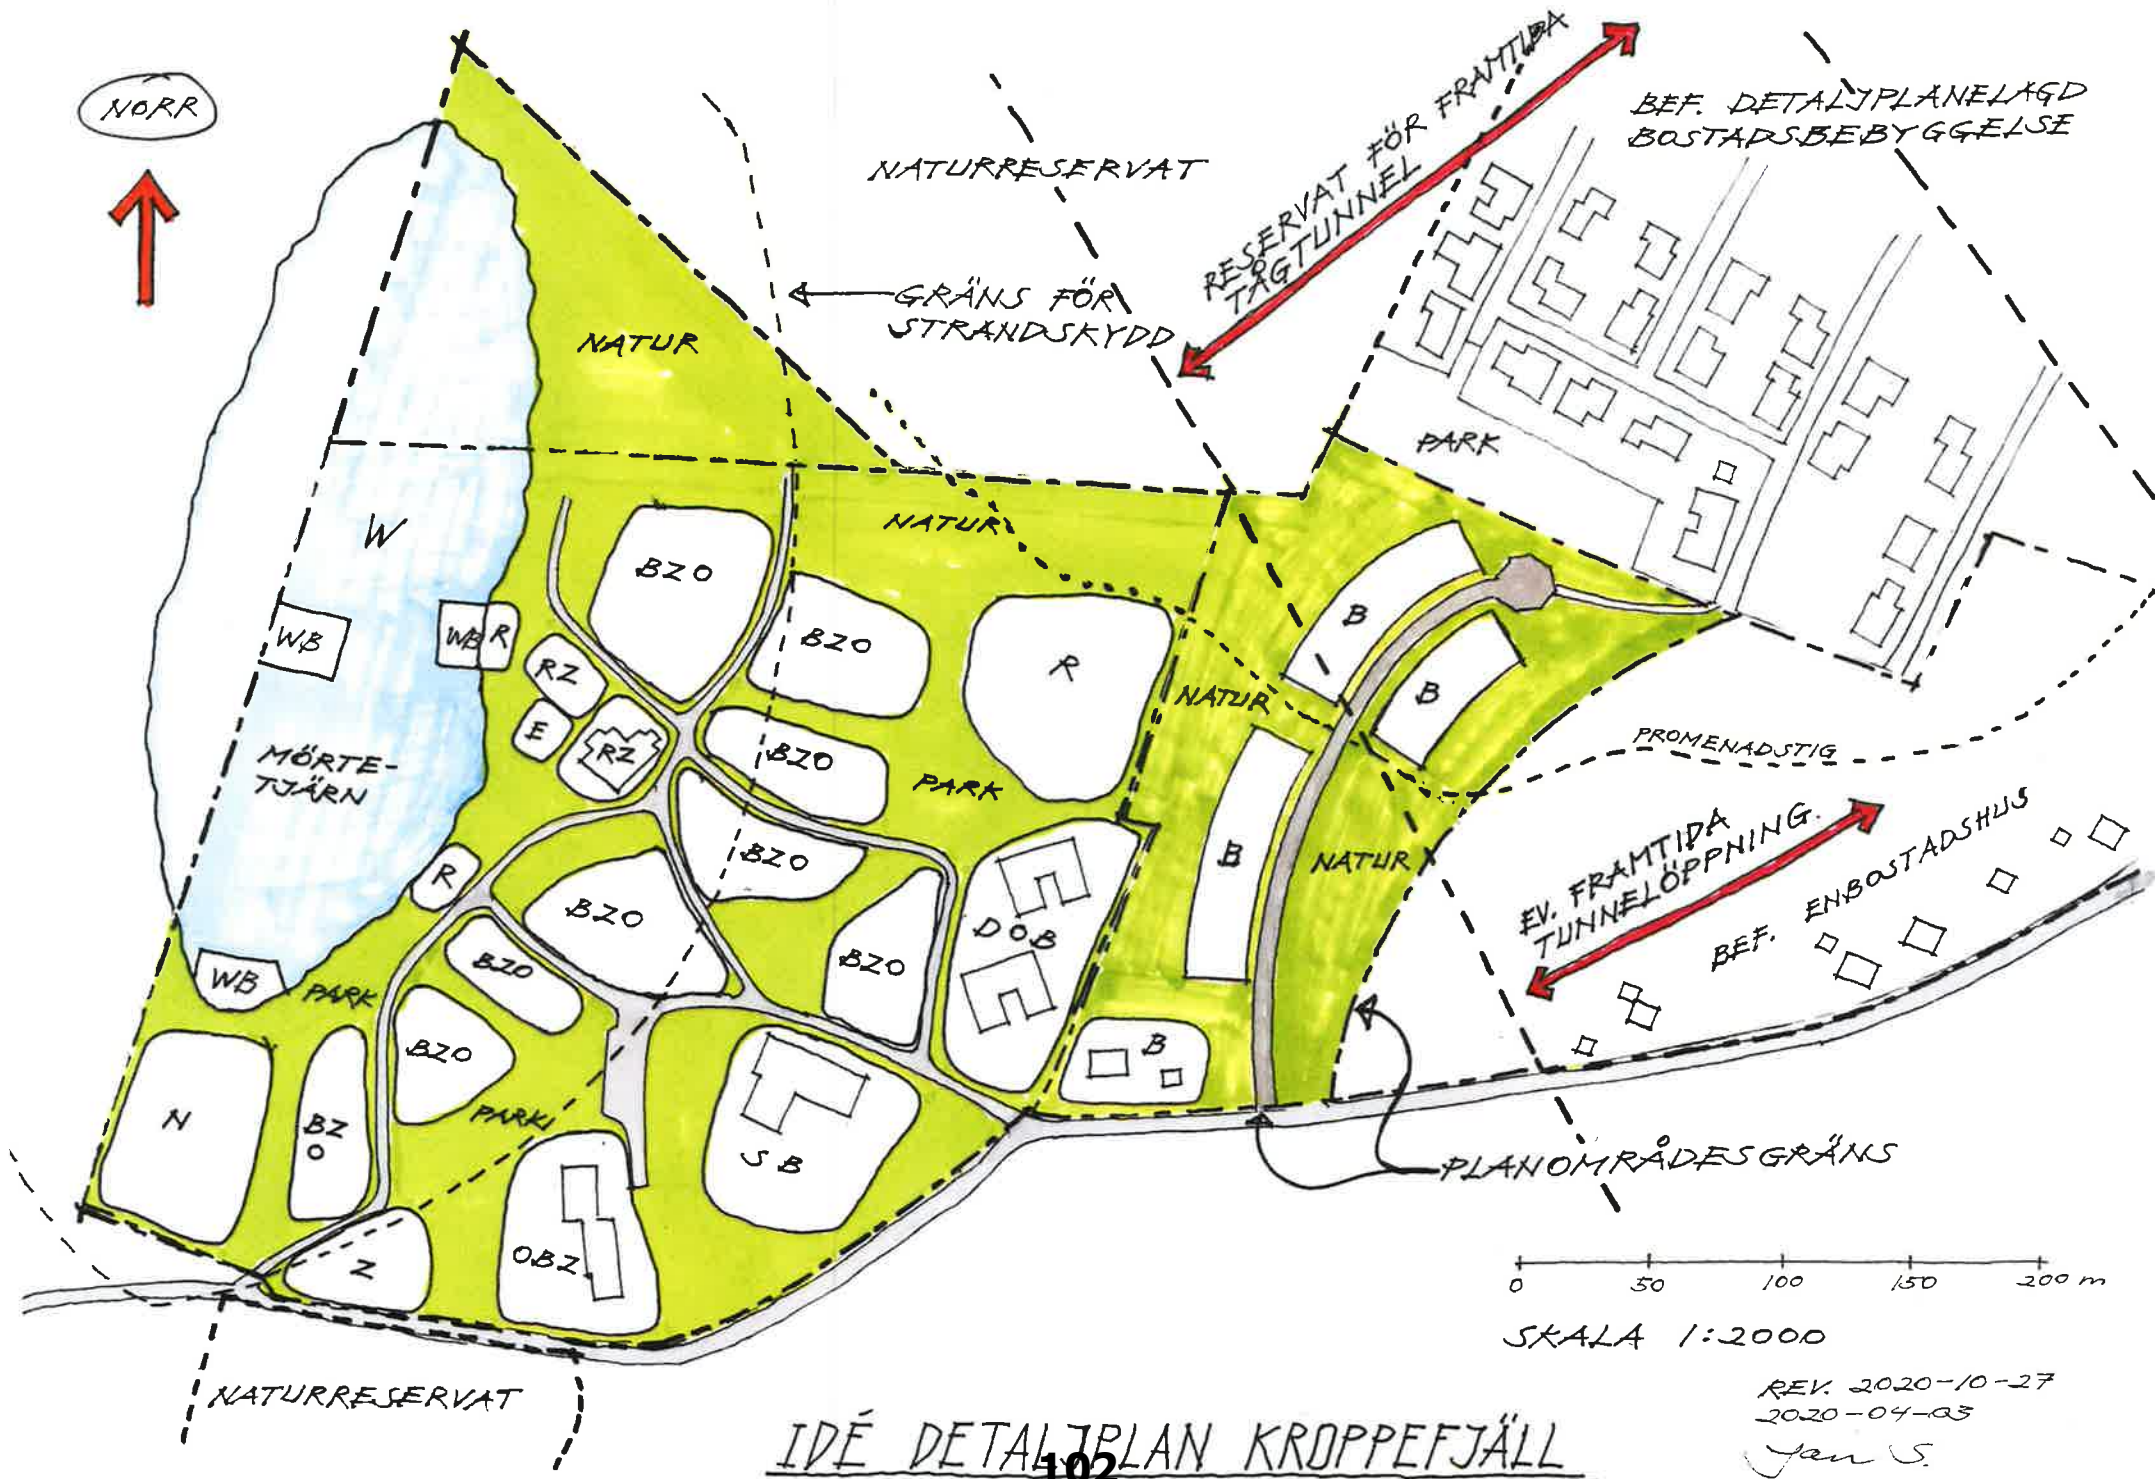 NORR
NATURRESERVAT
RESERVAT FÖR FRAMTIDA
TÅGTUNNEL
BEF. DETALJPLANELAGD
BOSTADSBEBYGGELSE
GRÄNS FÖR
STRANDSKYDD
NATUR
PARK
W
NATUR
BZO
WB
WB
R
RZ
BZO
R
B
B
E
RZ
BZO
NATUR
MÖRTE-
TJÄRN
PARK
PROMENADSTIG
BZO
B
NATUR
R
BZO
DOB
BZO
EV. FRAMTIDA
TUNNELÖPPNING.
BEF. ENBOSTADSHUS
WB
PARK
BZO
BZO
B
N
BZ
O
PARK
SB
PLANOMRÅDESGRÄNS
Z
OBZ
0 50 100 150 200 m
SKALA 1:2000
NATURRESERVAT
REV. 2020-10-27
2020-04-03
Jan S.
IDÉ DETALJPLAN KROPPEFJÄLL
102